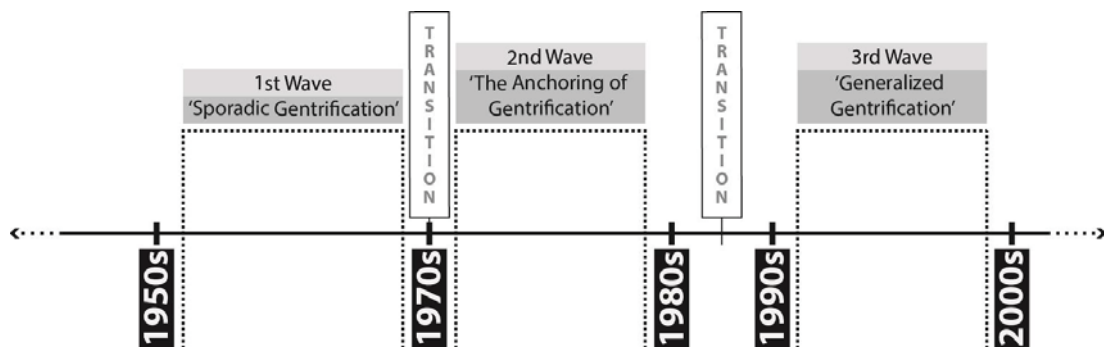 1st Wave
'Sporadic Gentrification'
TRANSITION
2nd Wave
'The Anchoring of
Gentrification'
TRANSITION
3rd Wave
'Generalized
Gentrification'
1950s
1970s
1980s
1990s
2000s